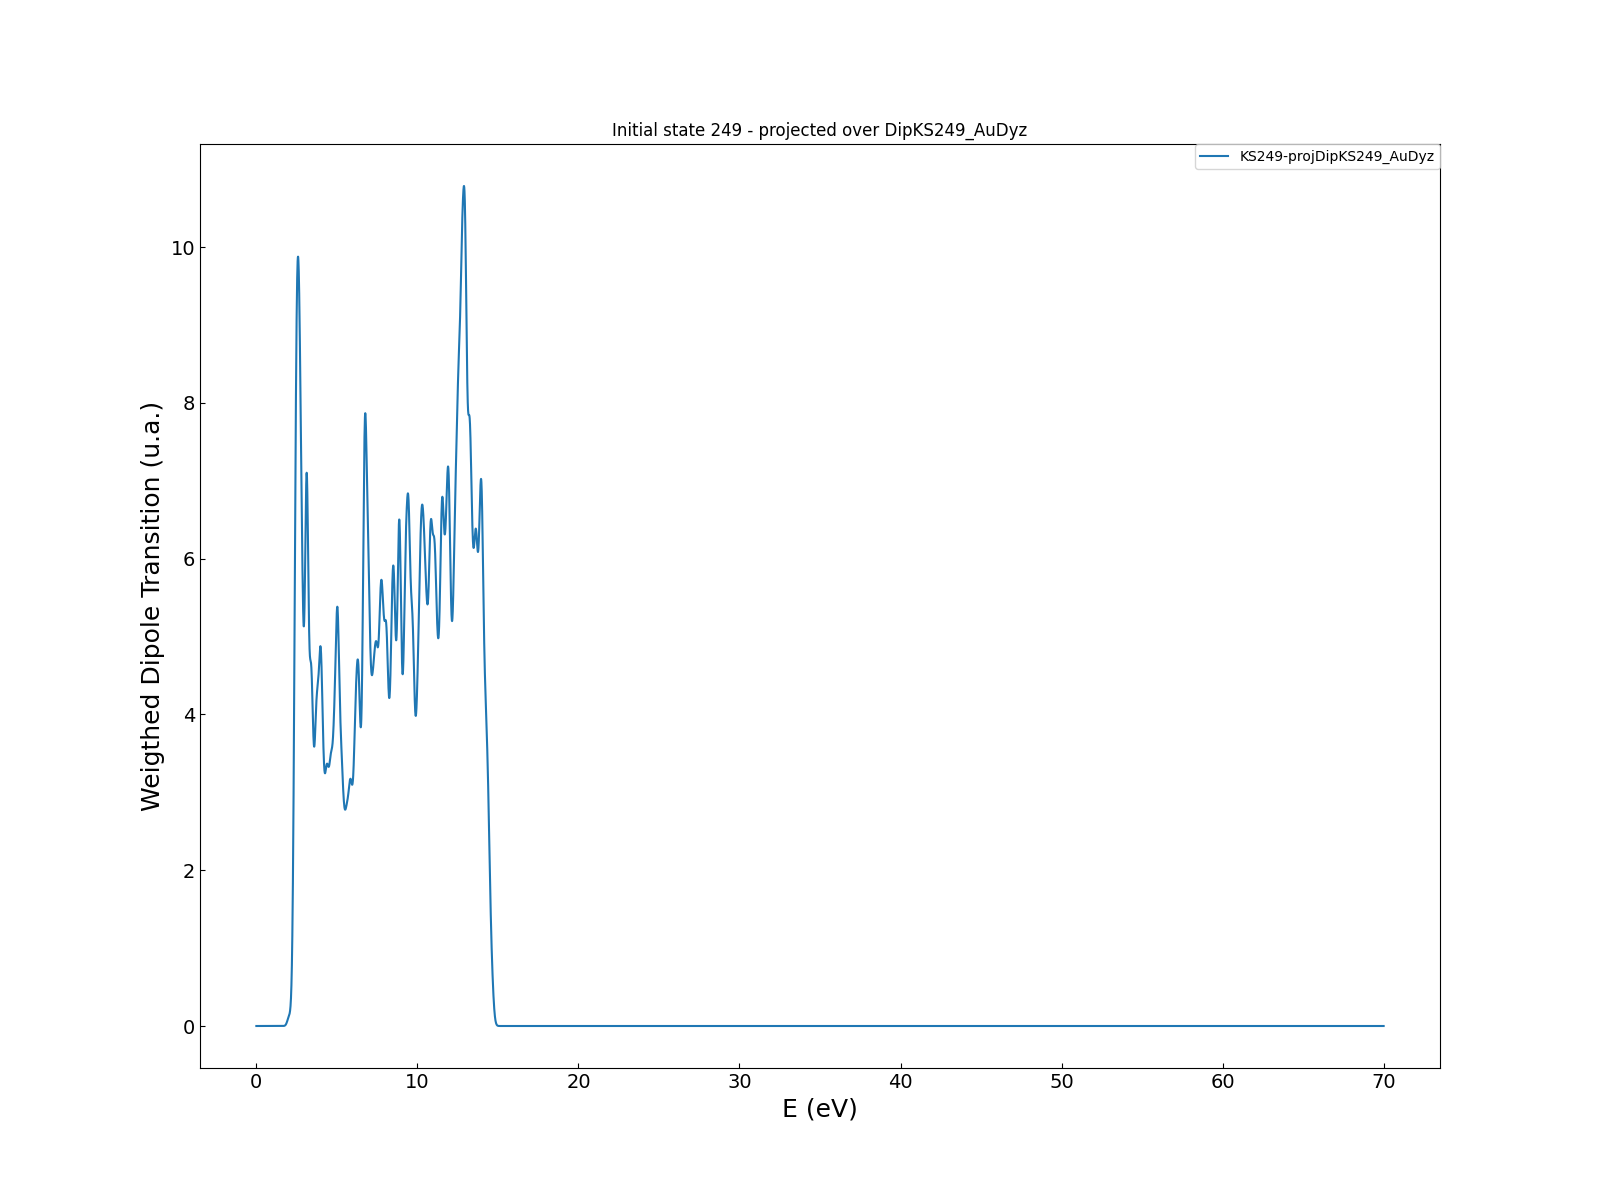 Initial state 249 - projected over DipKS249_AuDyz
KS249-projDipKS249_AuDyz
10
8
6
4
2
0
Weigthed Dipole Transition (u.a.)
0 10 20 30 40 50 60 70
E (eV)